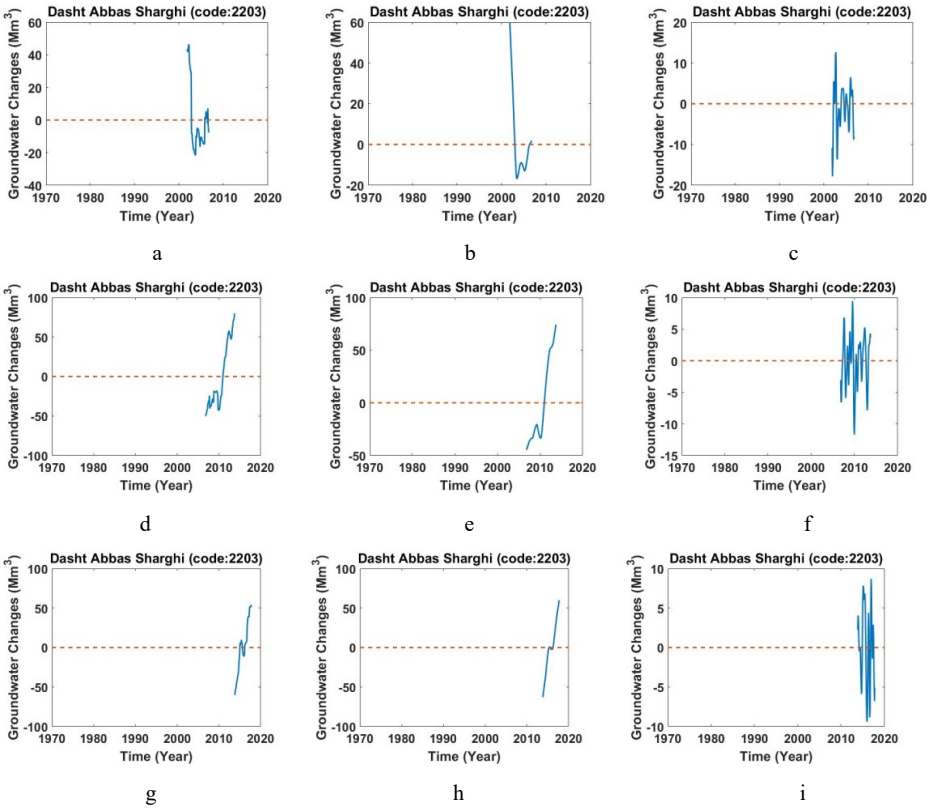 Dasht Abbas Sharghi (code:2203)
Groundwater Changes (Mm³)
60
40
20
0
-20
-40
1970 1980 1990 2000 2010 2020
Time (Year)
a
Dasht Abbas Sharghi (code:2203)
Groundwater Changes (Mm³)
60
40
20
0
-20
1970 1980 1990 2000 2010 2020
Time (Year)
b
Dasht Abbas Sharghi (code:2203)
Groundwater Changes (Mm³)
20
10
0
-10
-20
1970 1980 1990 2000 2010 2020
Time (Year)
c
Dasht Abbas Sharghi (code:2203)
Groundwater Changes (Mm³)
100
50
0
-50
-100
1970 1980 1990 2000 2010 2020
Time (Year)
d
Dasht Abbas Sharghi (code:2203)
Groundwater Changes (Mm³)
100
50
0
-50
1970 1980 1990 2000 2010 2020
Time (Year)
e
Dasht Abbas Sharghi (code:2203)
Groundwater Changes (Mm³)
10
5
0
-5
-10
-15
1970 1980 1990 2000 2010 2020
Time (Year)
f
Dasht Abbas Sharghi (code:2203)
Groundwater Changes (Mm³)
100
50
0
-50
-100
1970 1980 1990 2000 2010 2020
Time (Year)
g
Dasht Abbas Sharghi (code:2203)
Groundwater Changes (Mm³)
100
50
0
-50
-100
1970 1980 1990 2000 2010 2020
Time (Year)
h
Dasht Abbas Sharghi (code:2203)
Groundwater Changes (Mm³)
10
5
0
-5
-10
1970 1980 1990 2000 2010 2020
Time (Year)
i